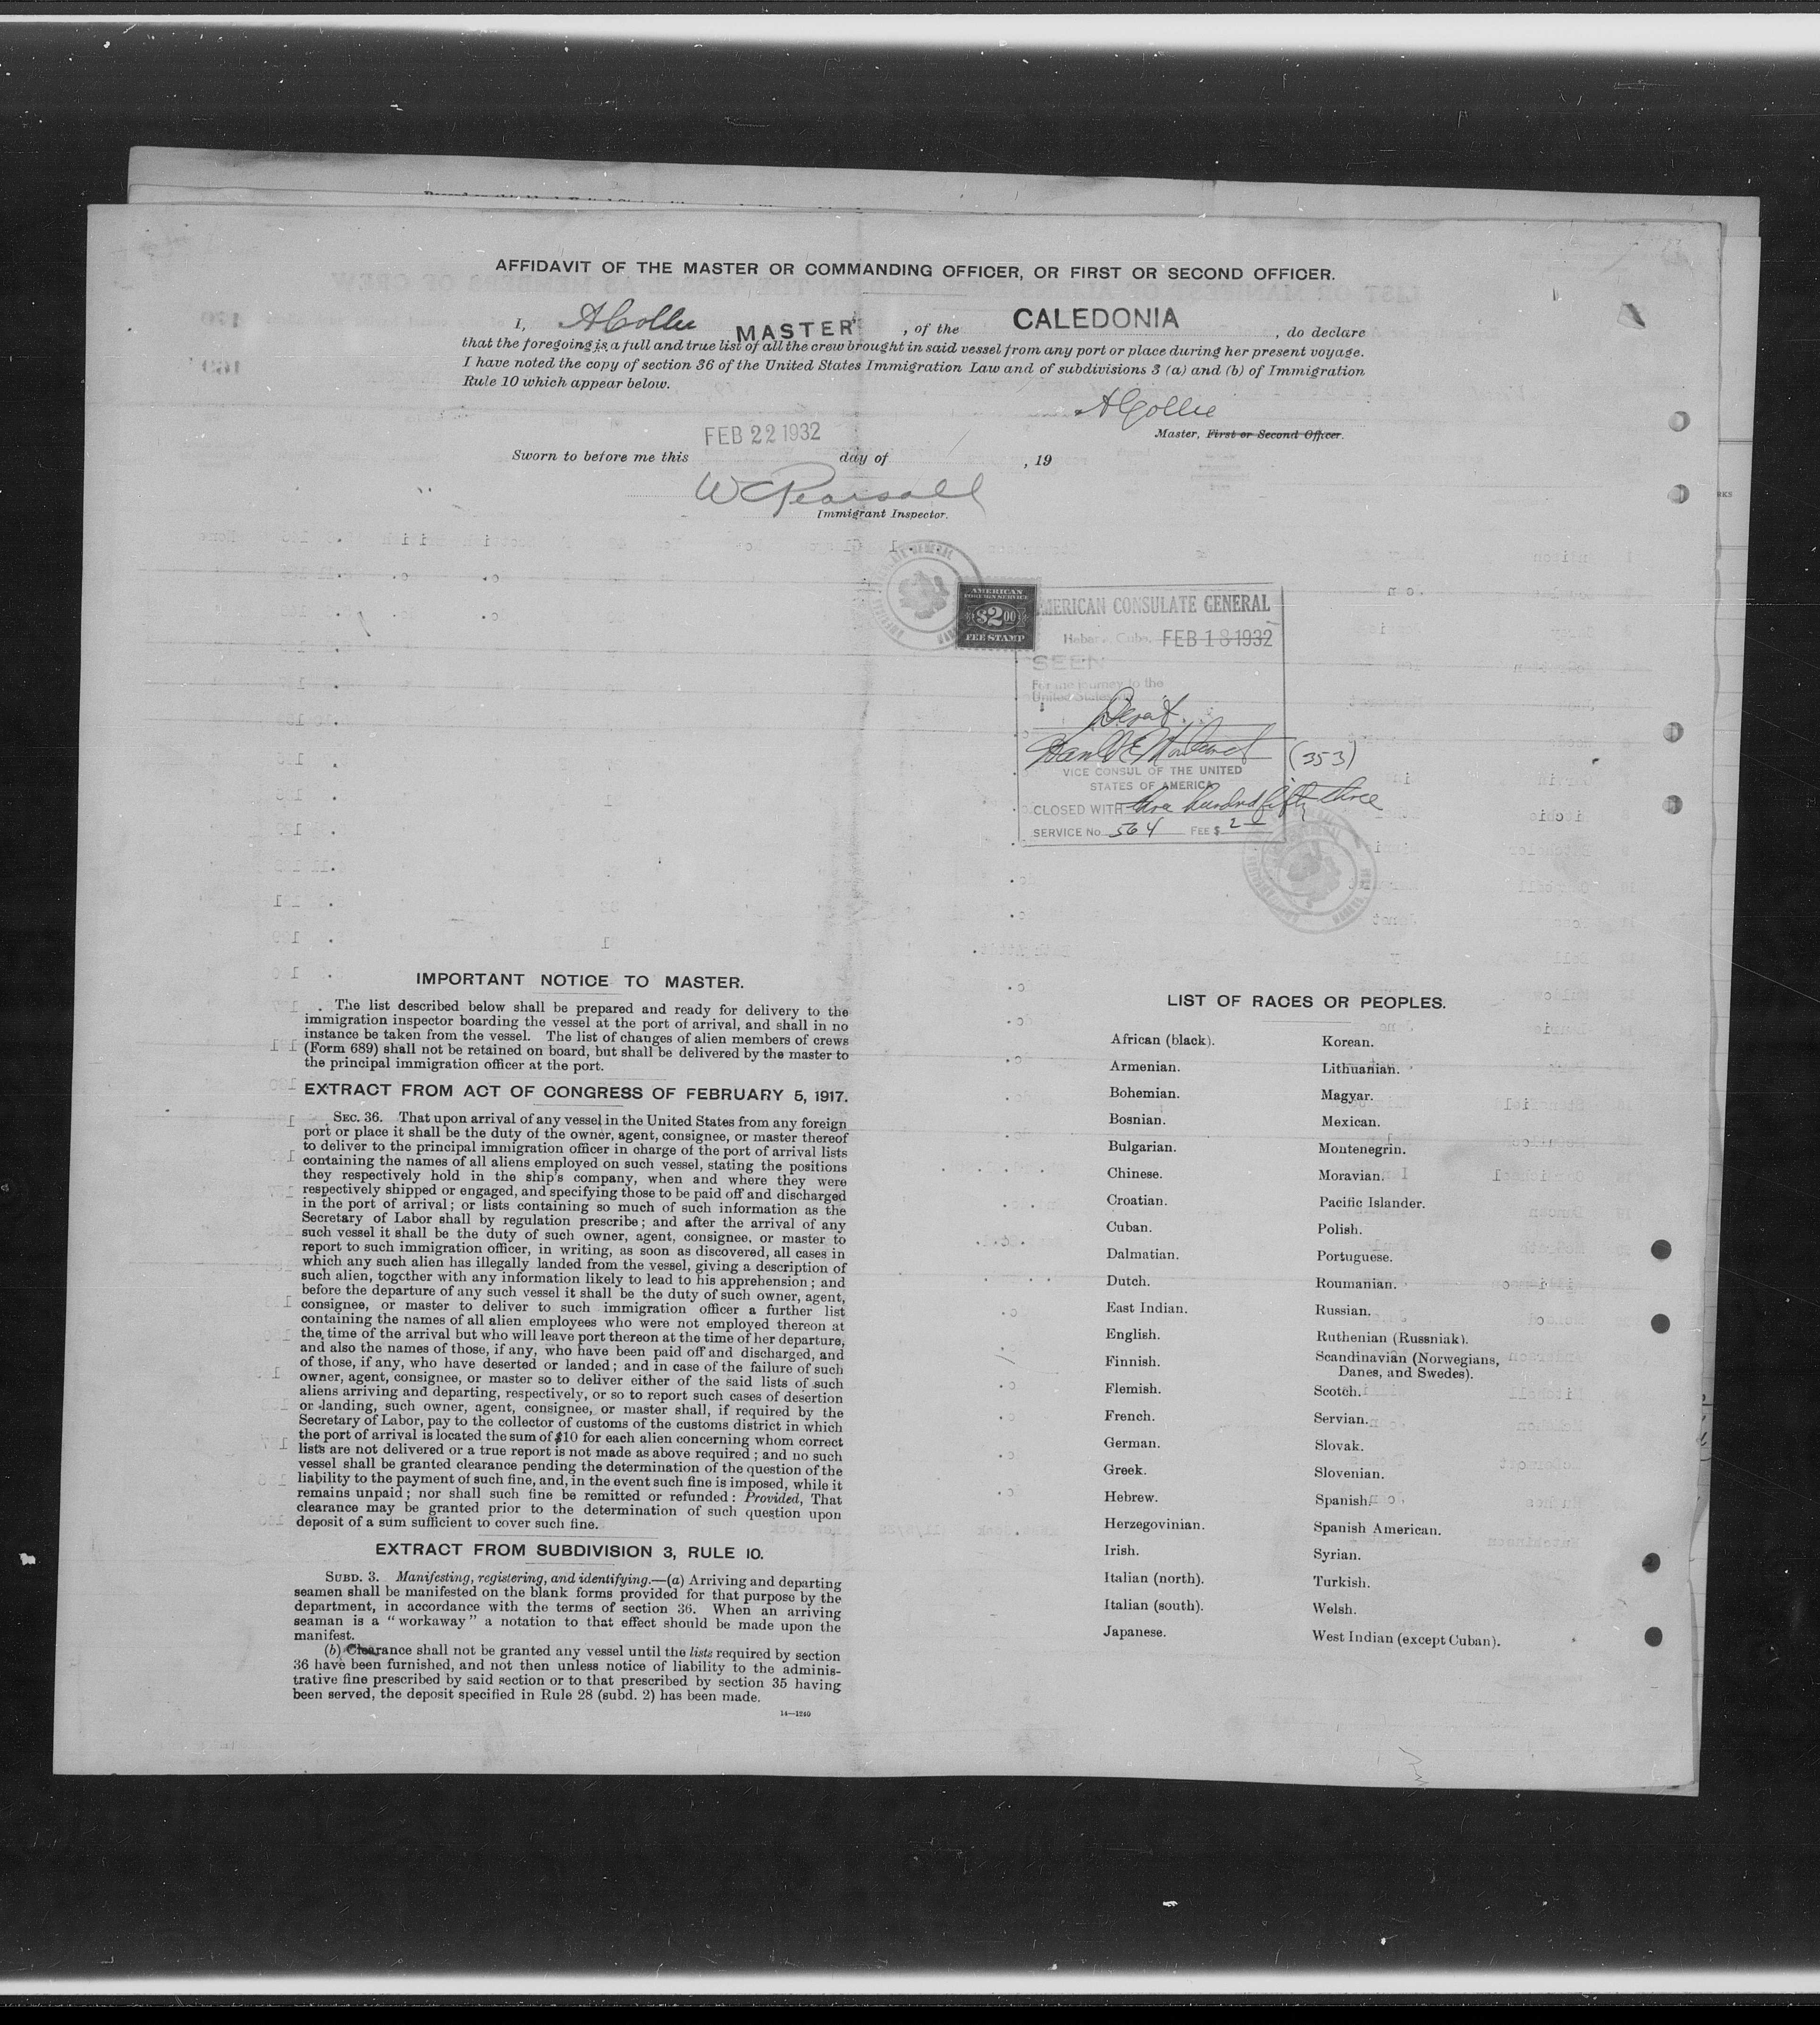 AFFIDAVIT OF THE MASTER OR COMMANDING OFFICER, OR FIRST OR SECOND OFFICER.
I, A Collie MASTER, of the CALEDONIA, do declare
that the foregoing is a full and true list of all the crew brought in said vessel from any port or place during her present voyage.
I have noted the copy of section 36 of the United States Immigration Law and of subdivisions 3 (a) and (b) of Immigration
Rule 10 which appear below.
A Collie
Master, First or Second Officer.
FEB 22 1932
Sworn to before me this day of , 19
W C Pearsall
Immigrant Inspector.
AMERICAN
FOREIGN SERVICE
$2.00
FEE STAMP
AMERICAN CONSULATE GENERAL
Habana, Cuba, FEB 18 1932
SEEN
For the journey to the
United States
(353)
VICE CONSUL OF THE UNITED
STATES OF AMERICA
CLOSED WITH three hundred fifty three
SERVICE No. 564 FEE $ 2
IMPORTANT NOTICE TO MASTER.
The list described below shall be prepared and ready for delivery to the
immigration inspector boarding the vessel at the port of arrival, and shall in no
instance be taken from the vessel. The list of changes of alien members of crews
(Form 689) shall not be retained on board, but shall be delivered by the master to
the principal immigration officer at the port.
EXTRACT FROM ACT OF CONGRESS OF FEBRUARY 5, 1917.
SEC. 36. That upon arrival of any vessel in the United States from any foreign
port or place it shall be the duty of the owner, agent, consignee, or master thereof
to deliver to the principal immigration officer in charge of the port of arrival lists
containing the names of all aliens employed on such vessel, stating the positions
they respectively hold in the ship's company, when and where they were
respectively shipped or engaged, and specifying those to be paid off and discharged
in the port of arrival; or lists containing so much of such information as the
Secretary of Labor shall by regulation prescribe; and after the arrival of any
such vessel it shall be the duty of such owner, agent, consignee, or master to
report to such immigration officer, in writing, as soon as discovered, all cases in
which any such alien has illegally landed from the vessel, giving a description of
such alien, together with any information likely to lead to his apprehension; and
before the departure of any such vessel it shall be the duty of such owner, agent,
consignee, or master to deliver to such immigration officer a further list
containing the names of all alien employees who were not employed thereon at
the time of the arrival but who will leave port thereon at the time of her departure,
and also the names of those, if any, who have been paid off and discharged, and
of those, if any, who have deserted or landed; and in case of the failure of such
owner, agent, consignee, or master so to deliver either of the said lists of such
aliens arriving and departing, respectively, or so to report such cases of desertion
or landing, such owner, agent, consignee, or master shall, if required by the
Secretary of Labor, pay to the collector of customs of the customs district in which
the port of arrival is located the sum of $10 for each alien concerning whom correct
lists are not delivered or a true report is not made as above required; and no such
vessel shall be granted clearance pending the determination of the question of the
liability to the payment of such fine, and, in the event such fine is imposed, while it
remains unpaid; nor shall such fine be remitted or refunded: Provided, That
clearance may be granted prior to the determination of such question upon
deposit of a sum sufficient to cover such fine.
EXTRACT FROM SUBDIVISION 3, RULE 10.
SUBD. 3. Manifesting, registering, and identifying.—(a) Arriving and departing
seamen shall be manifested on the blank forms provided for that purpose by the
department, in accordance with the terms of section 36. When an arriving
seaman is a "workaway" a notation to that effect should be made upon the
manifest.
(b) Clearance shall not be granted any vessel until the lists required by section
36 have been furnished, and not then unless notice of liability to the adminis-
trative fine prescribed by said section or to that prescribed by section 35 having
been served, the deposit specified in Rule 28 (subd. 2) has been made.
14—1240
LIST OF RACES OR PEOPLES.
African (black).
Armenian.
Bohemian.
Bosnian.
Bulgarian.
Chinese.
Croatian.
Cuban.
Dalmatian.
Dutch.
East Indian.
English.
Finnish.
Flemish.
French.
German.
Greek.
Hebrew.
Herzegovinian.
Irish.
Italian (north).
Italian (south).
Japanese.
Korean.
Lithuanian.
Magyar.
Mexican.
Montenegrin.
Moravian.
Pacific Islander.
Polish.
Portuguese.
Roumanian.
Russian.
Ruthenian (Russniak).
Scandinavian (Norwegians,
Danes, and Swedes).
Scotch.
Servian.
Slovak.
Slovenian.
Spanish.
Spanish American.
Syrian.
Turkish.
Welsh.
West Indian (except Cuban).